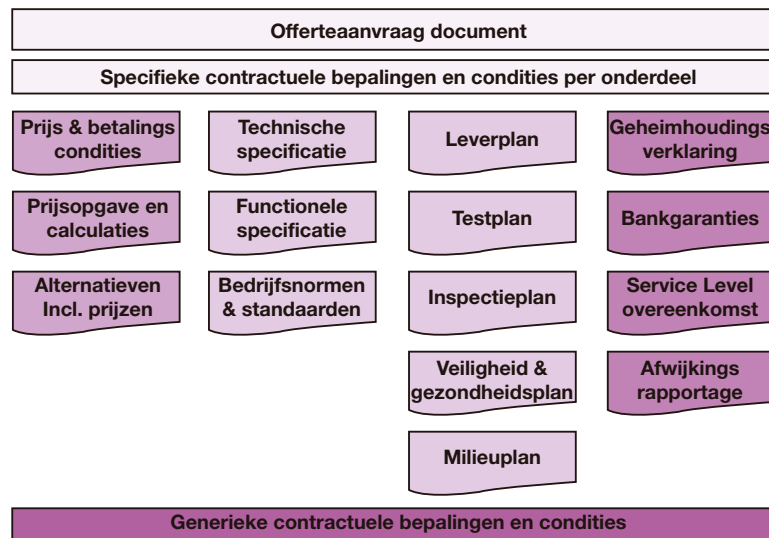 Offerteaanvraag document
Specifieke contractuele bepalingen en condities per onderdeel
Prijs & betalings
condities
Technische
specificatie
Leverplan
Geheimhoudings
verklaring
Prijsopgave en
calculaties
Functionele
specificatie
Testplan
Bankgaranties
Alternatieven
Incl. prijzen
Bedrijfsnormen
& standaarden
Inspectieplan
Service Level
overeenkomst
Veiligheid &
gezondheidsplan
Afwijkings
rapportage
Milieuplan
Generieke contractuele bepalingen en condities